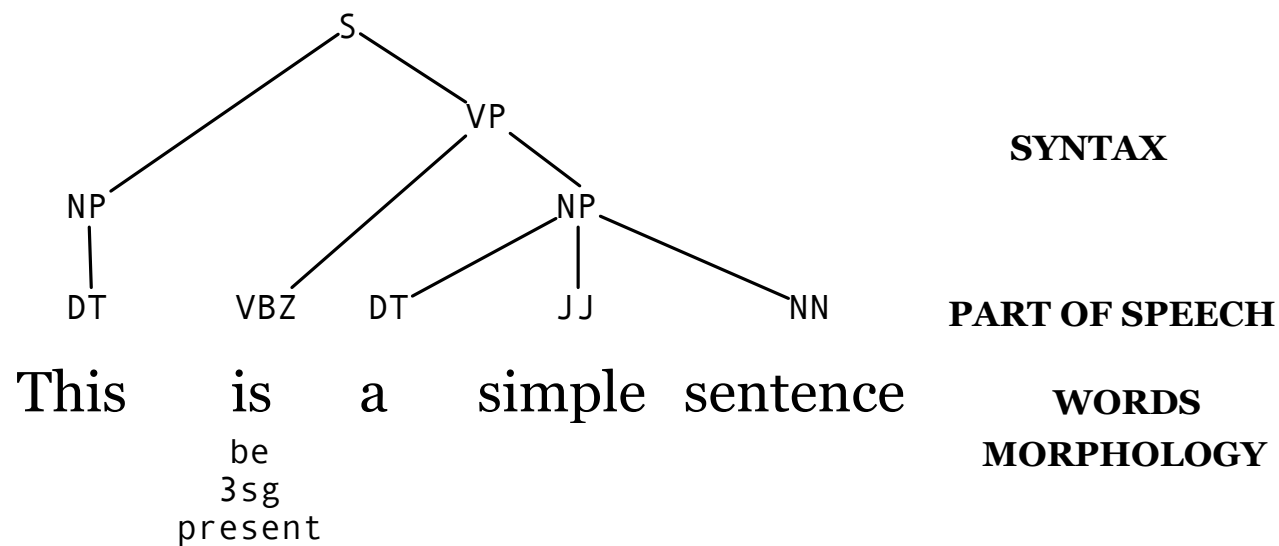 S
VP
SYNTAX
NP NP
DT VBZ DT JJ NN PART OF SPEECH
This is a simple sentence WORDS
be MORPHOLOGY
3sg
present